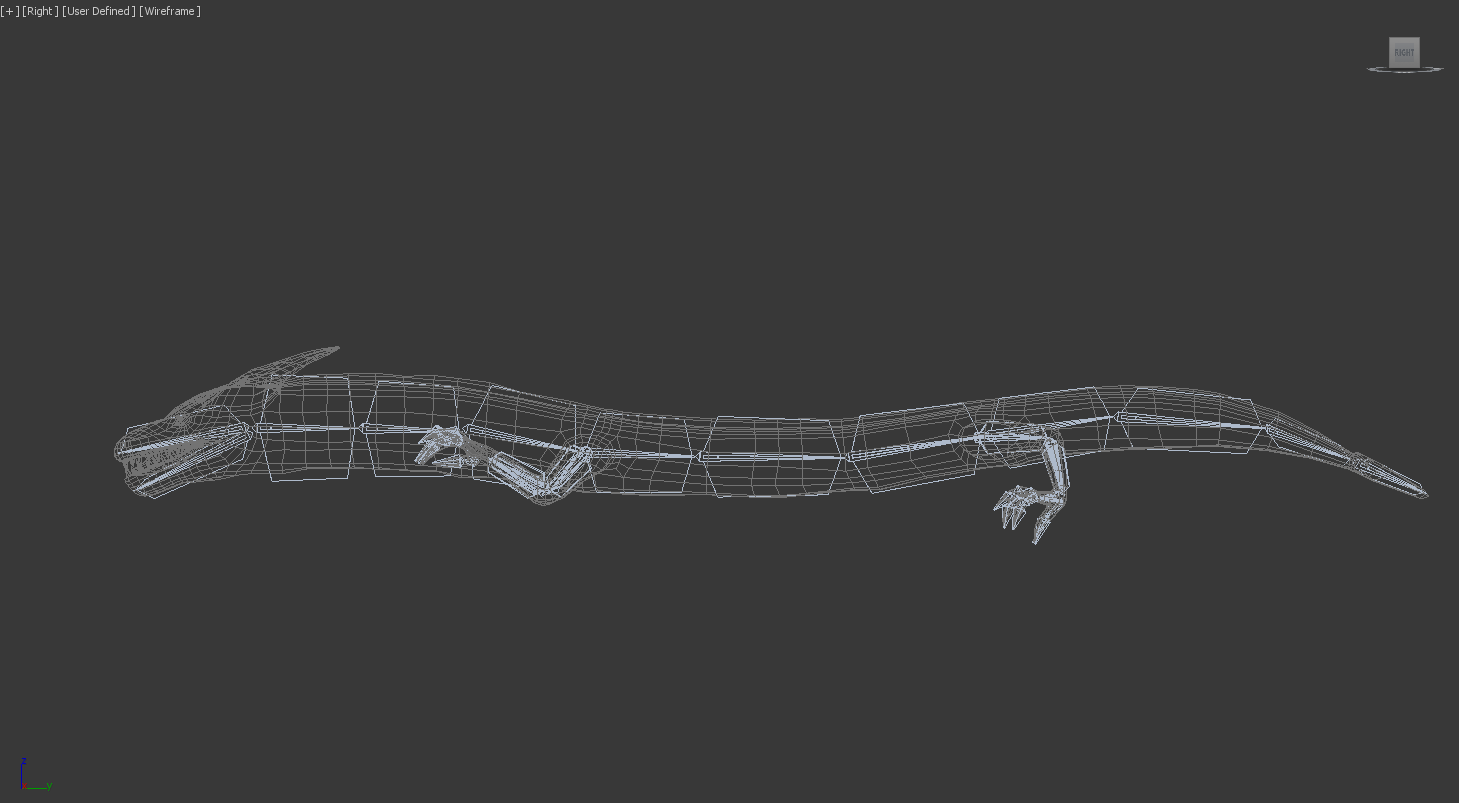 [+] [Right] [User Defined] [Wireframe]
RIGHT
z
y